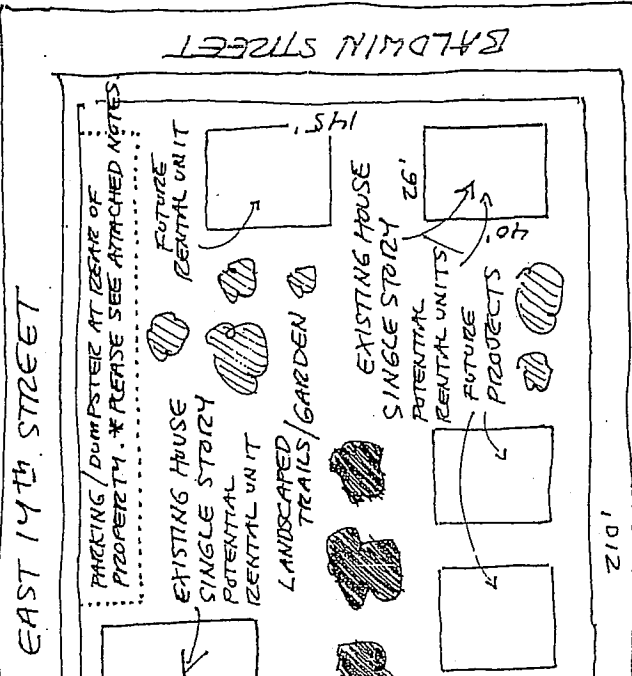 BALDWIN STREET
EAST 14th STREET
PARKING/DUMPSTER AT REAR OF
PROPERTY. * PLEASE SEE ATTACHED NOTES.
FUTURE
RENTAL UNIT
145'
EXISTING HOUSE
SINGLE STORY
POTENTIAL
RENTAL UNITS
26'
40'
FUTURE
PROJECTS
EXISTING HOUSE
SINGLE STORY
POTENTIAL
RENTAL UNIT
LANDSCAPED
TRAILS/GARDEN
1012